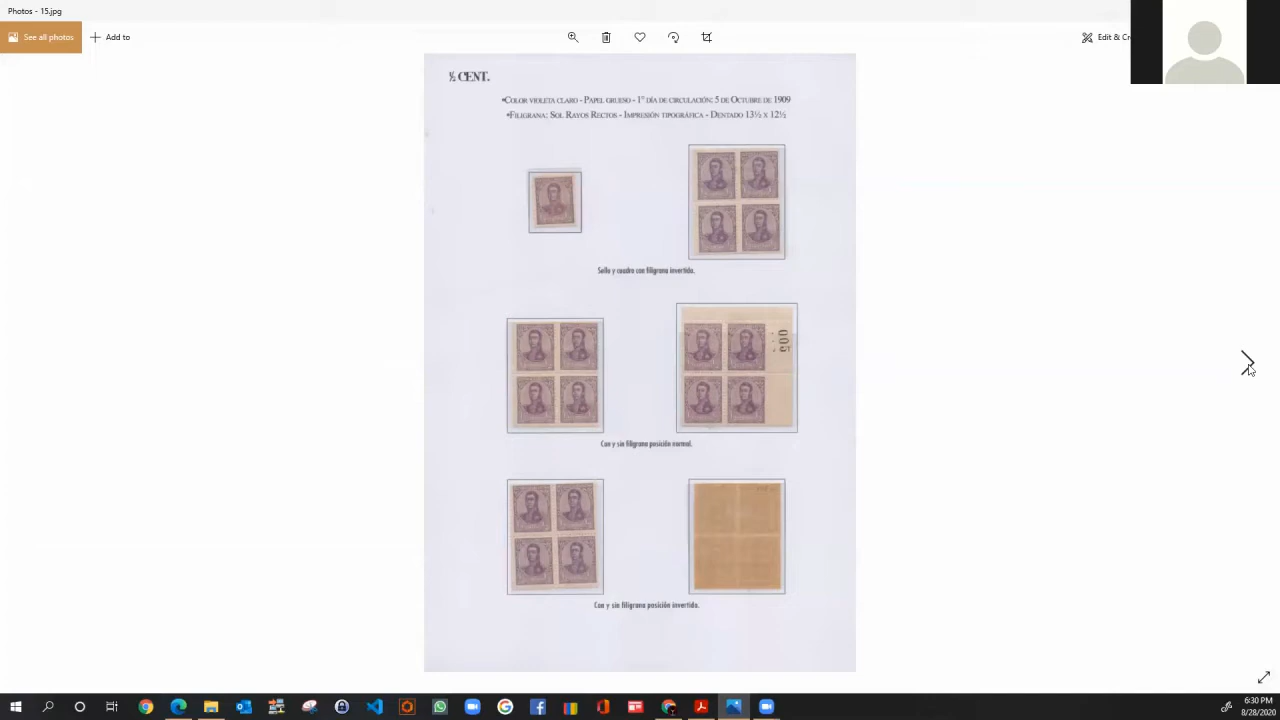 Photos - 15.jpg
See all photos
Add to
Edit & Cr
½ CENT.
*Color violeta claro - Papel grueso - 1º día de circulación: 5 de Octubre de 1909
*Filigrana: Sol Rayos Rectos - Impresión tipográfica - Dentado 13½ x 12½
Sello y cuadro con filigrana invertida.
005
Con y sin filigrana posición normal.
Con y sin filigrana posición invertida.
6:30 PM
8/28/2020